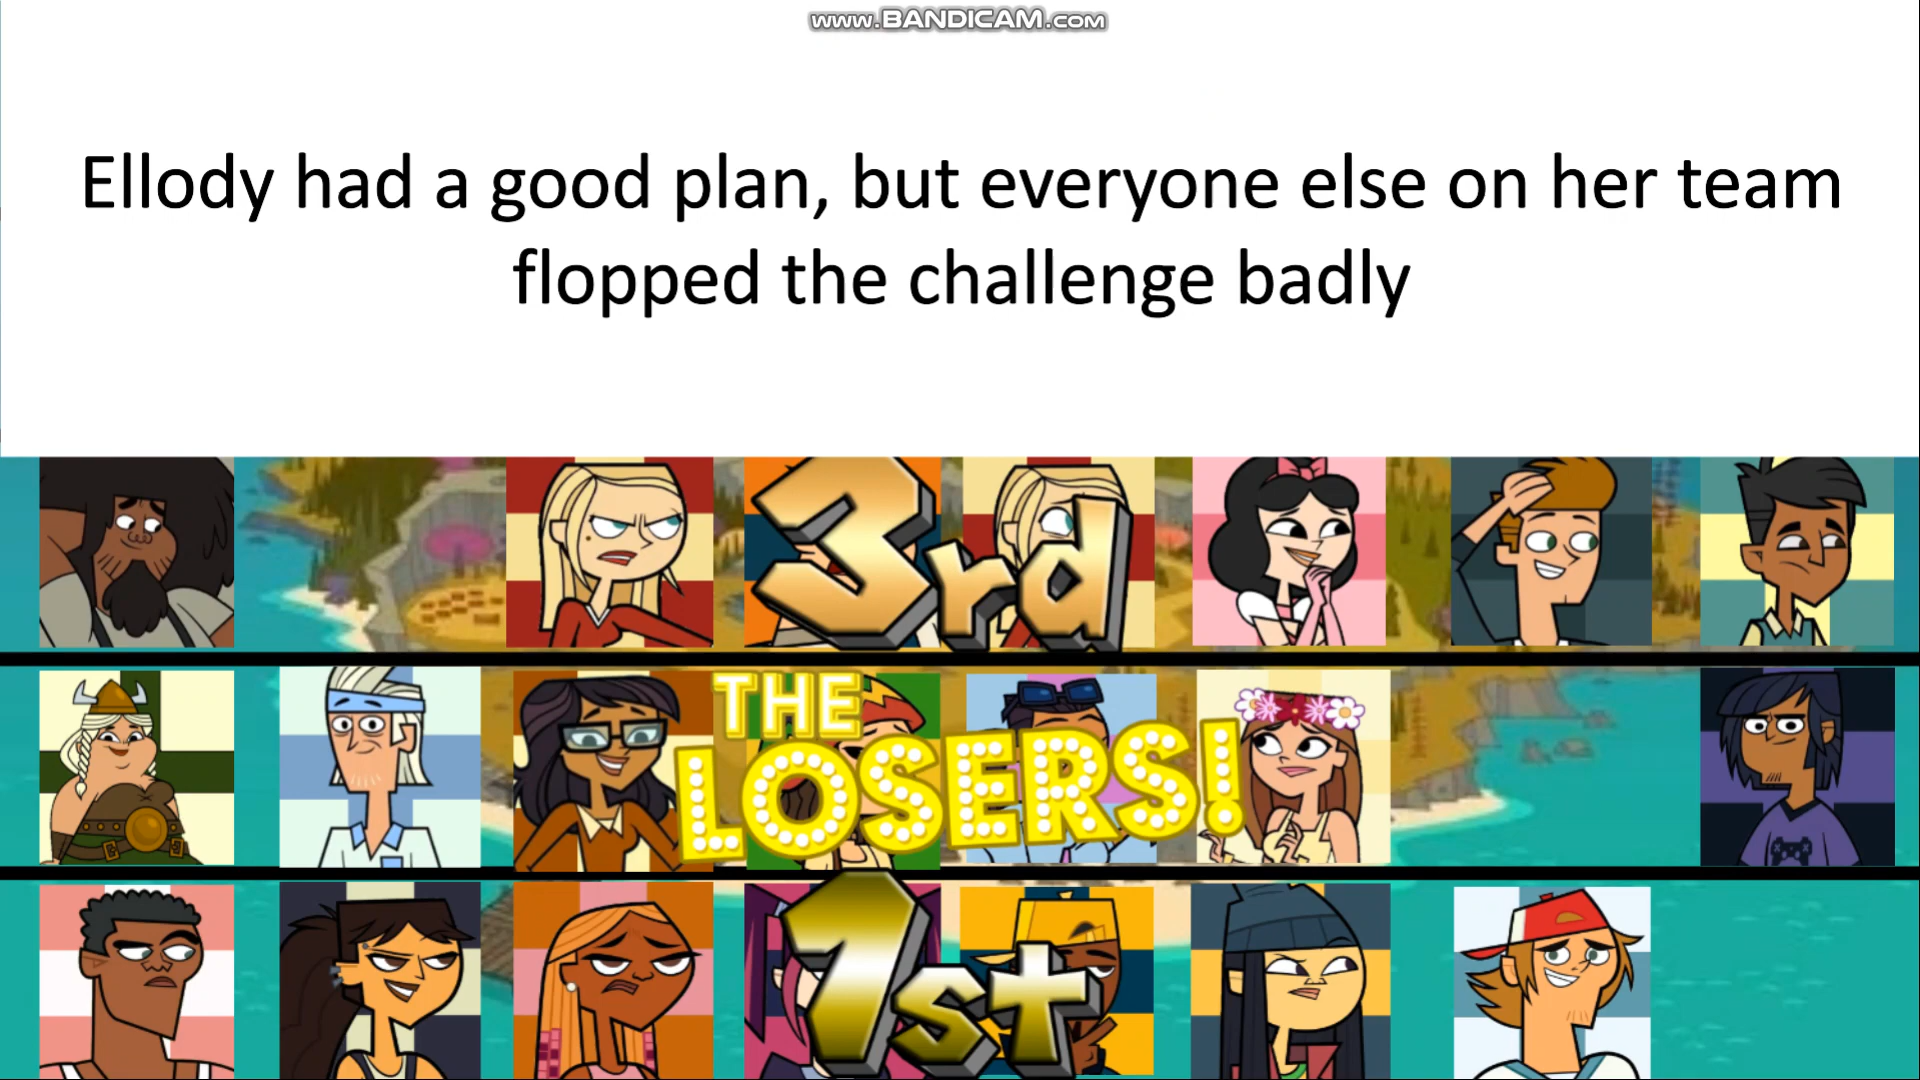 www.BANDICAM.com
Ellody had a good plan, but everyone else on her team
flopped the challenge badly
3rd
THE
LOSERS!
1st